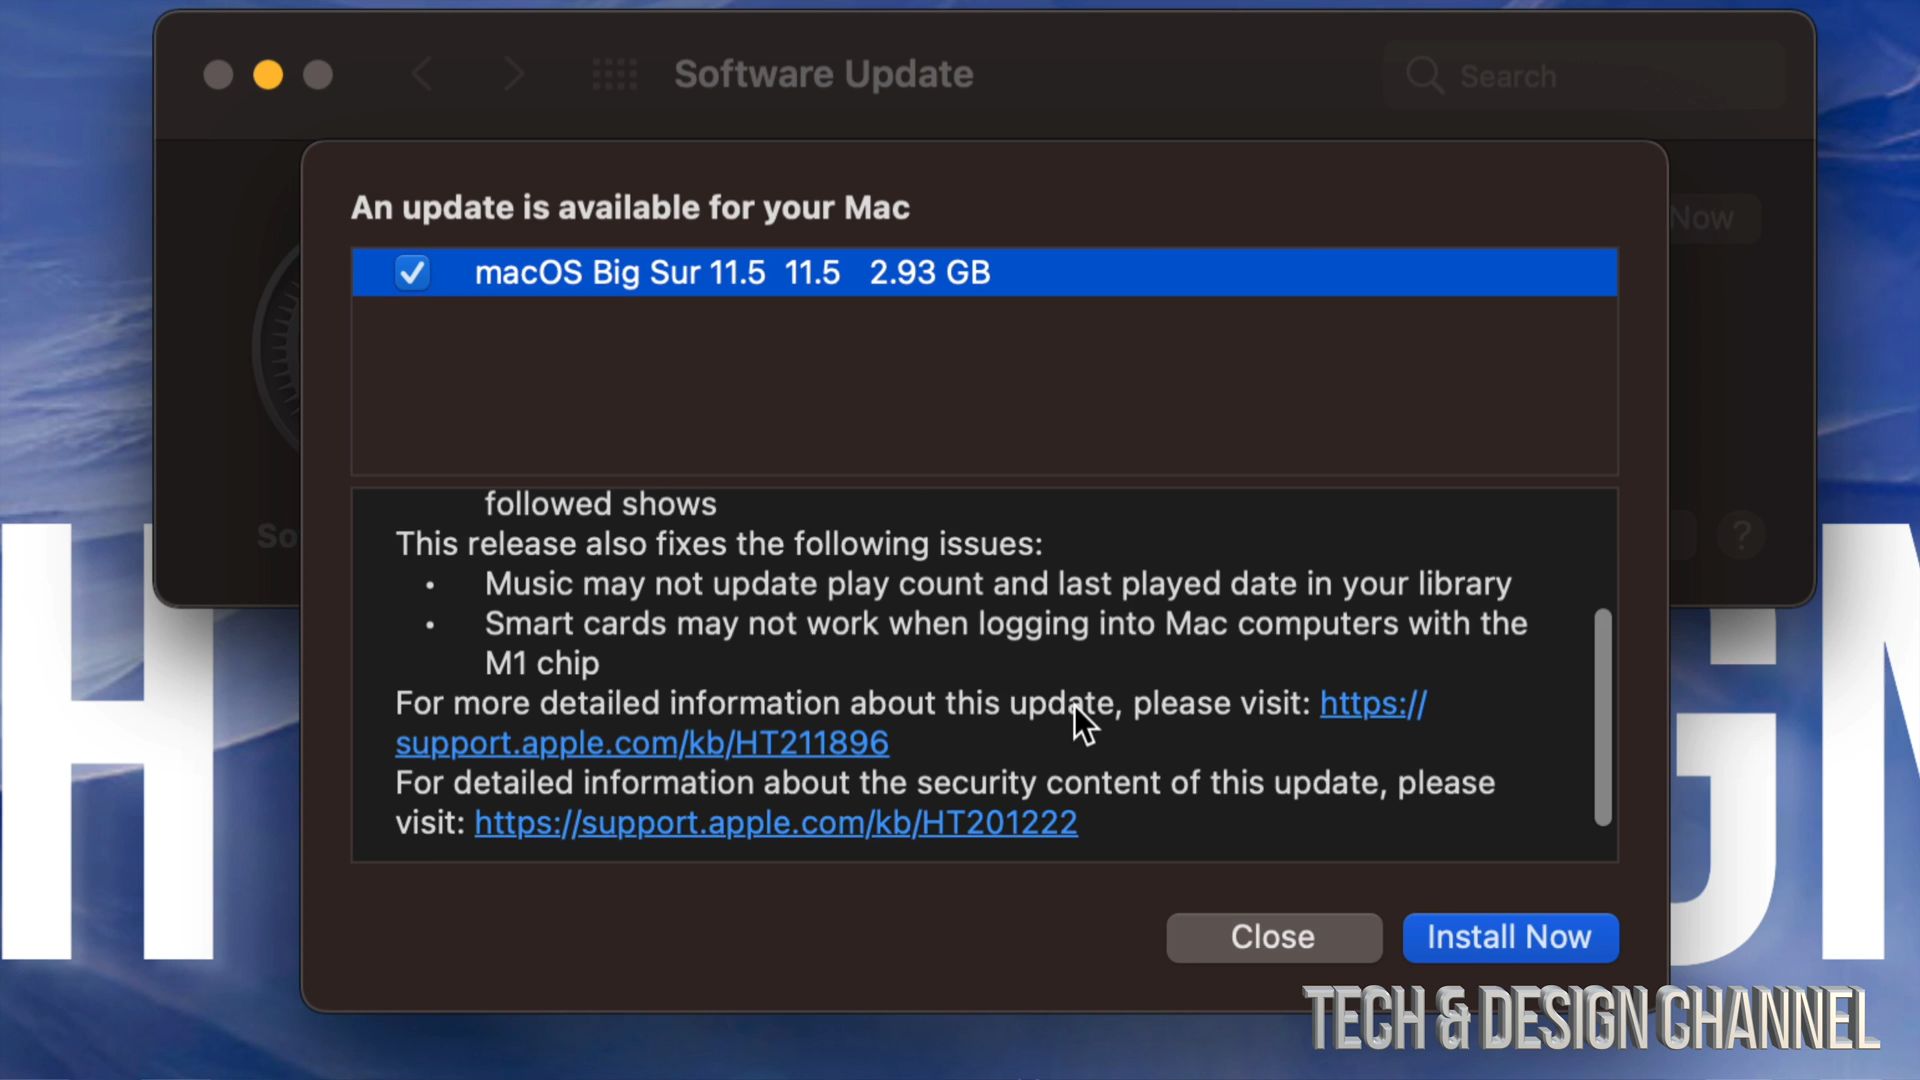 Software Update
Search
An update is available for your Mac
Now
macOS Big Sur 11.5 11.5 2.93 GB
followed shows
This release also fixes the following issues:
• Music may not update play count and last played date in your library
• Smart cards may not work when logging into Mac computers with the
M1 chip
For more detailed information about this update, please visit: https://
support.apple.com/kb/HT211896
For detailed information about the security content of this update, please
visit: https://support.apple.com/kb/HT201222
So
?
H
GN
Close
Install Now
TECH & DESIGN CHANNEL